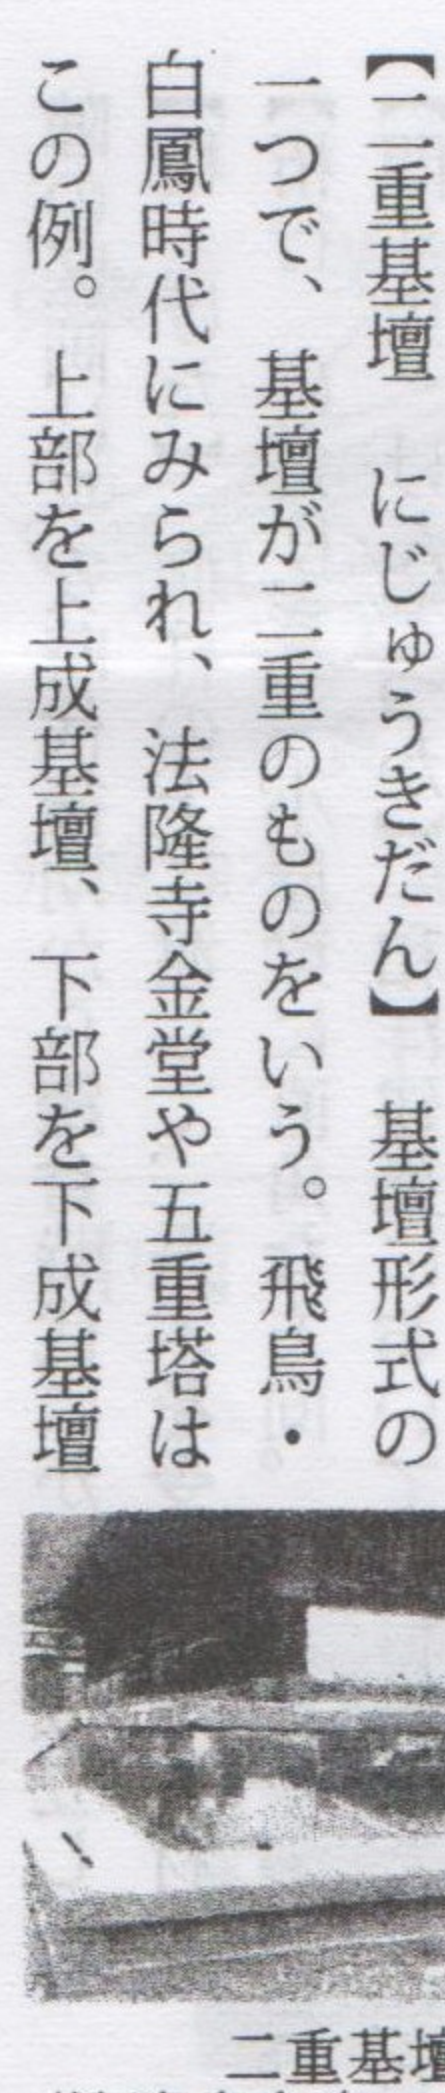 【二重基壇　にじゅうきだん】　基壇形式の
一つで、基壇が二重のものをいう。飛鳥・
白鳳時代にみられ、法隆寺金堂や五重塔は
この例。上部を上成基壇、下部を下成基壇
二重基壇